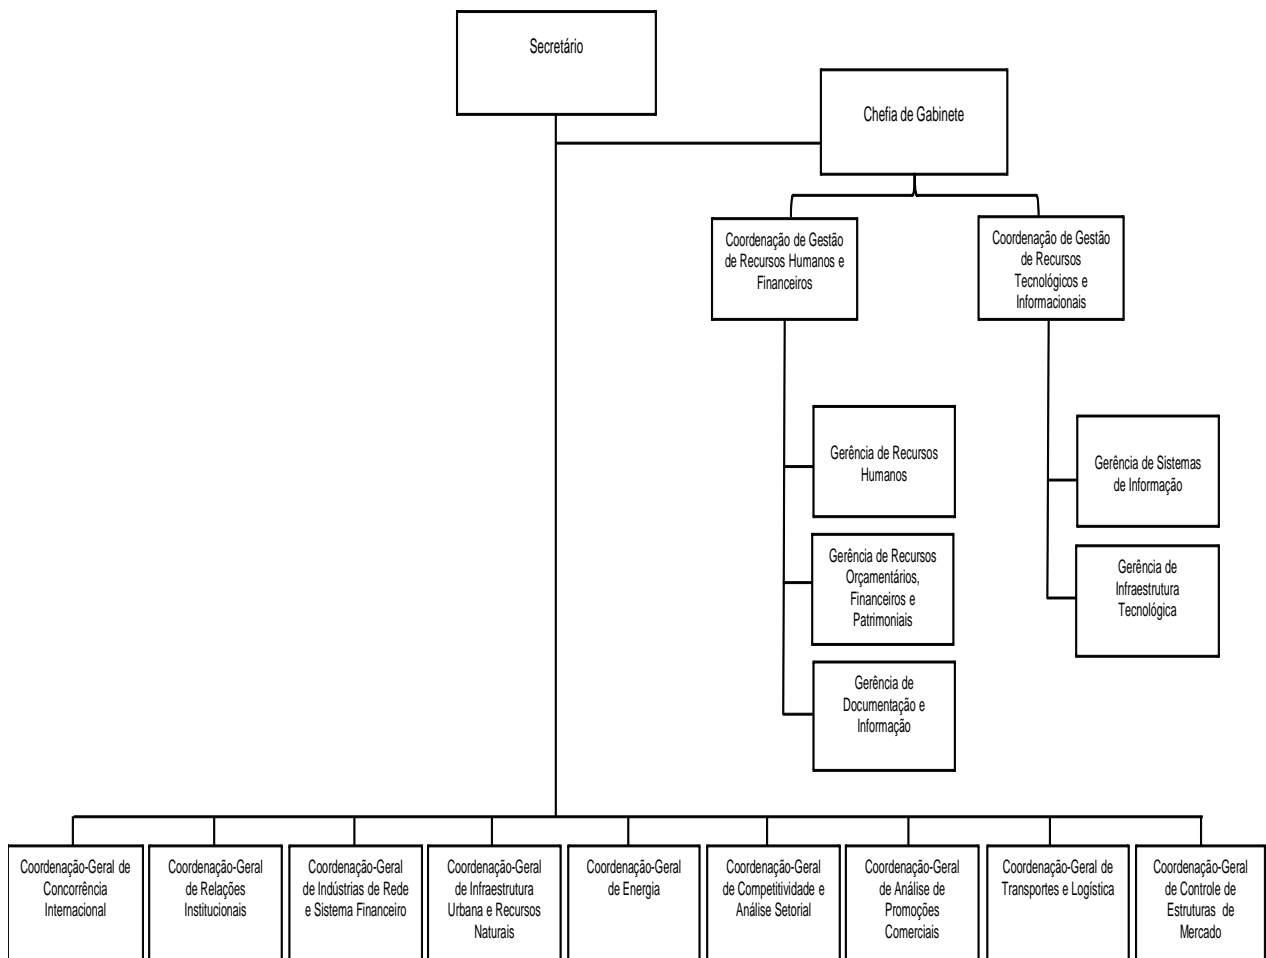 Secretário
Chefia de Gabinete
Coordenação de Gestão
de Recursos Humanos e
Financeiros
Coordenação de Gestão
de Recursos
Tecnológicos e
Informacionais
Gerência de Recursos
Humanos
Gerência de Recursos
Orçamentários,
Financeiros e
Patrimoniais
Gerência de
Documentação e
Informação
Gerência de Sistemas
de Informação
Gerência de
Infraestrutura
Tecnológica
Coordenação-Geral de
Concorrência
Internacional
Coordenação-Geral
de Relações
Institucionais
Coordenação-Geral
de Indústrias de Rede
e Sistema Financeiro
Coordenação-Geral
de Infraestrutura
Urbana e Recursos
Naturais
Coordenação-Geral
de Energia
Coordenação-Geral
de Competitividade e
Análise Setorial
Coordenação-Geral
de Análise de
Promoções
Comerciais
Coordenação-Geral de
Transportes e Logística
Coordenação-Geral
de Controle de
Estruturas de
Mercado